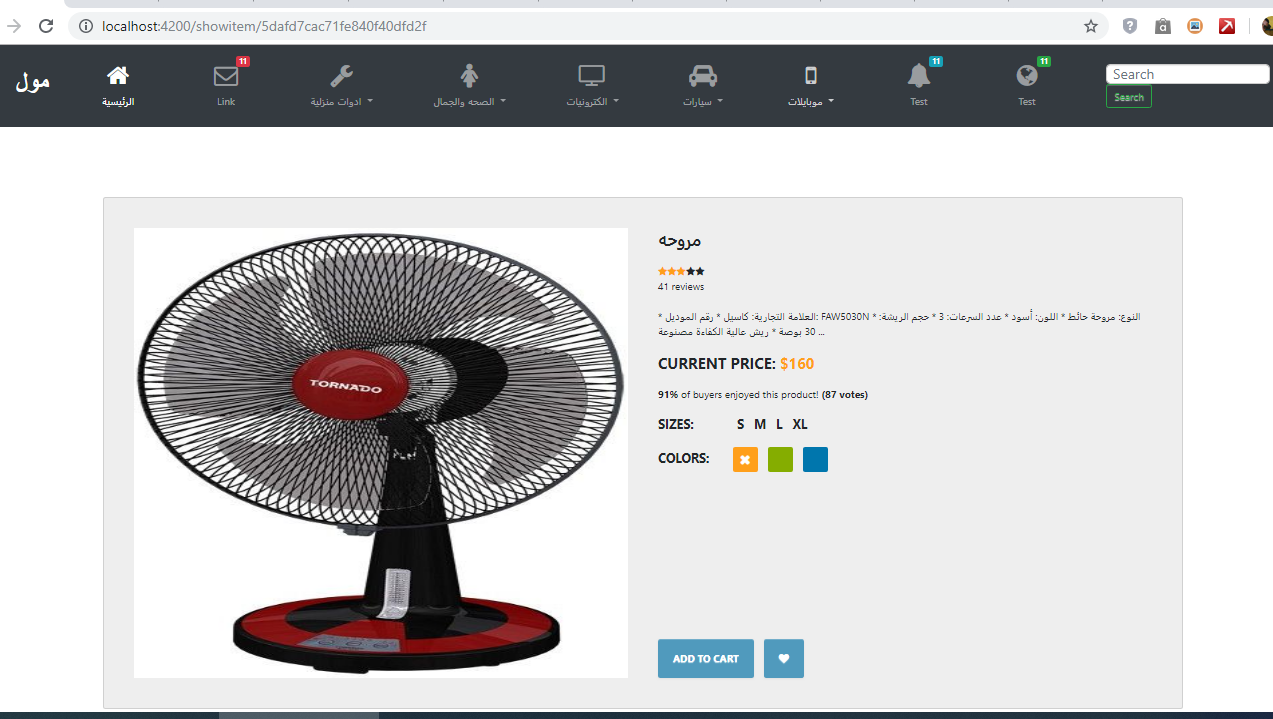 localhost:4200/showitem/5dafd7cac71fe840f40dfd2f
مول
الرئيسية
11
Link
ادوات منزلية
الصحه والجمال
الكترونيات
سيارات
موبايلات
11
Test
11
Test
Search
Search
مروحه
41 reviews
النوع: مروحة حائط * اللون: أسود * عدد السرعات: 3 * حجم الريشة: * FAW5030N :العلامة التجارية: كاسيل * رقم الموديل *
30 بوصة * ريش عالية الكفاءة مصنوعة ...
CURRENT PRICE: $160
91% of buyers enjoyed this product! (87 votes)
SIZES: S M L XL
COLORS:
TORNADO
ADD TO CART